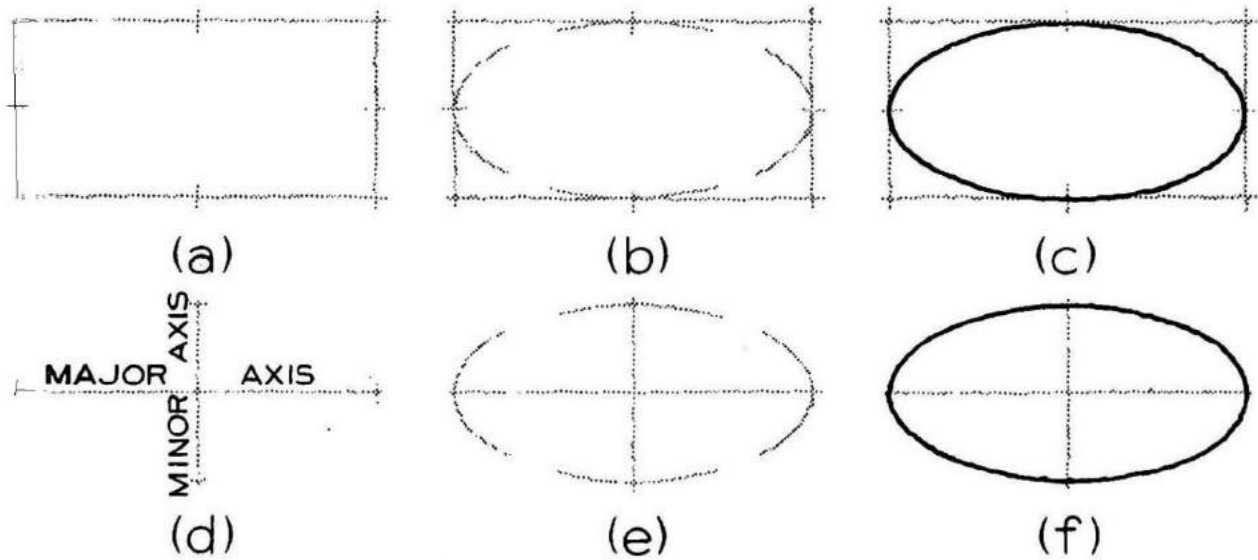 (a) (b) (c)
MAJOR AXIS
MINOR AXIS
(d) (e) (f)